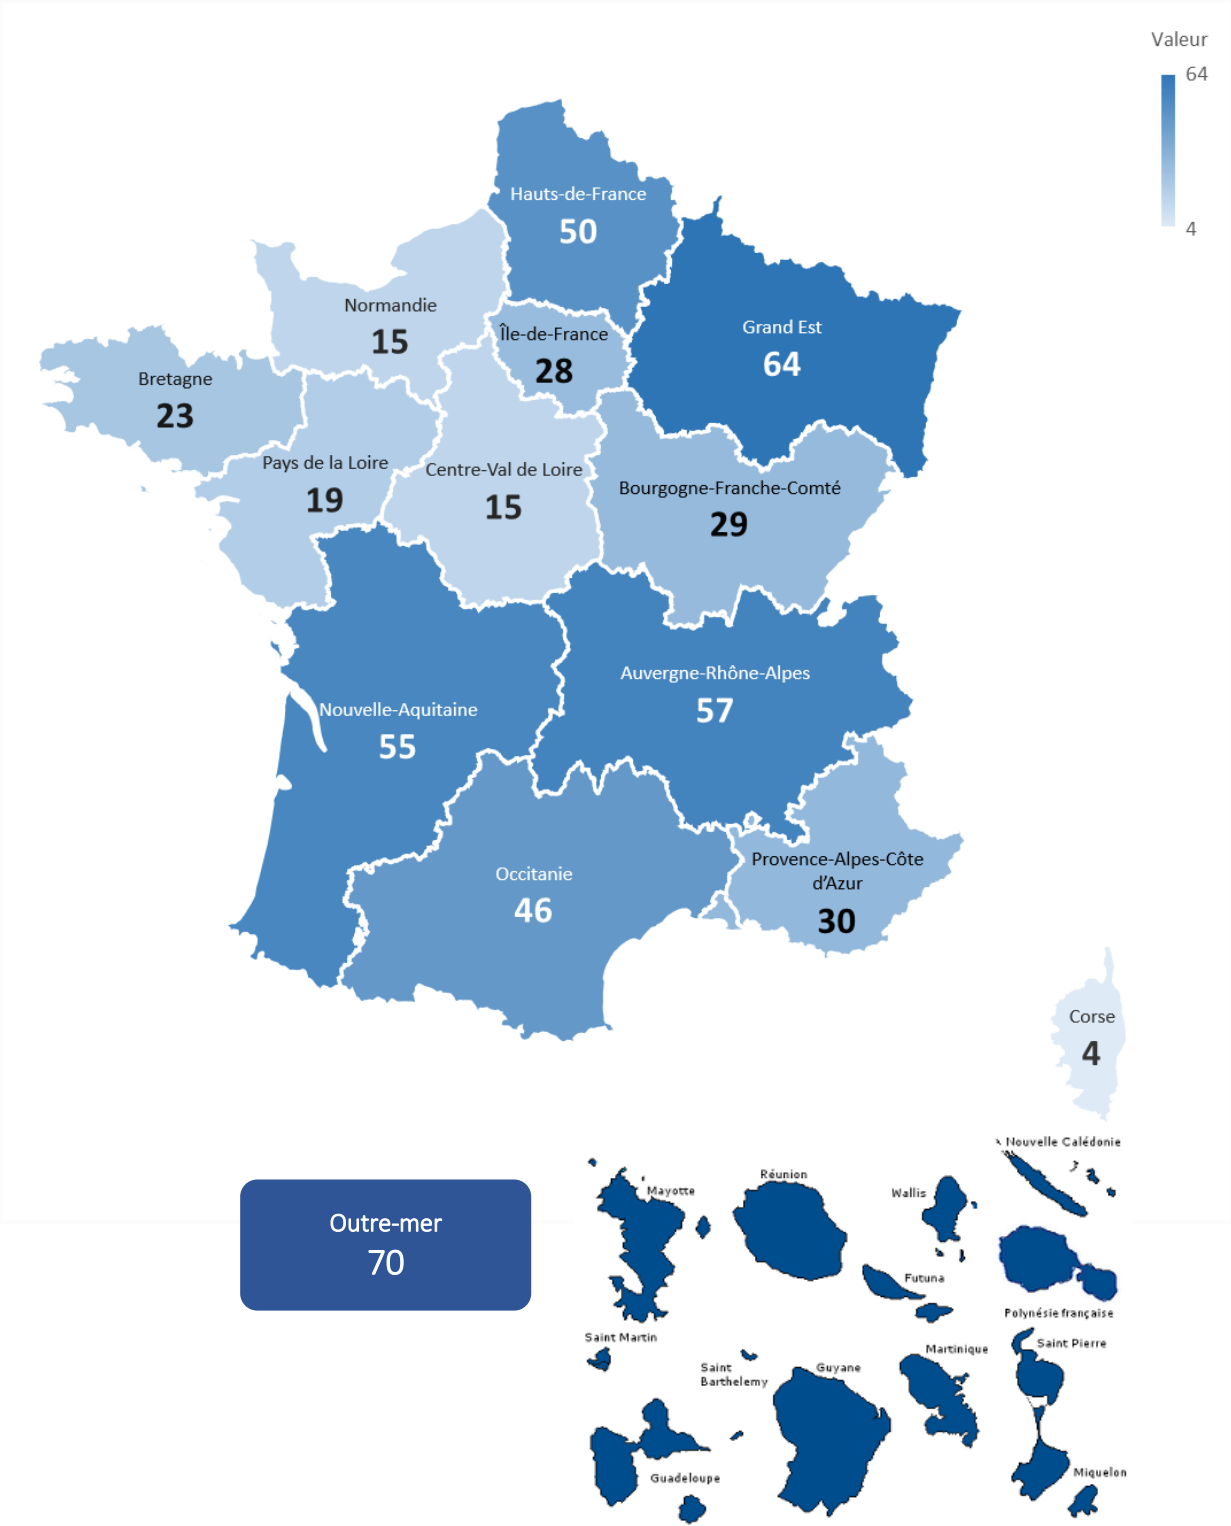 Valeur
64
4
Hauts-de-France
50
Normandie
15
Île-de-France
28
Grand Est
64
Bretagne
23
Pays de la Loire
19
Centre-Val de Loire
15
Bourgogne-Franche-Comté
29
Auvergne-Rhône-Alpes
57
Nouvelle-Aquitaine
55
Occitanie
46
Provence-Alpes-Côte
d’Azur
30
Corse
4
Outre-mer
70
Nouvelle Calédonie
Mayotte
Réunion
Wallis
Futuna
Polynésie française
Saint Martin
Saint
Barthelemy
Guyane
Martinique
Saint Pierre
Guadeloupe
Miquelon